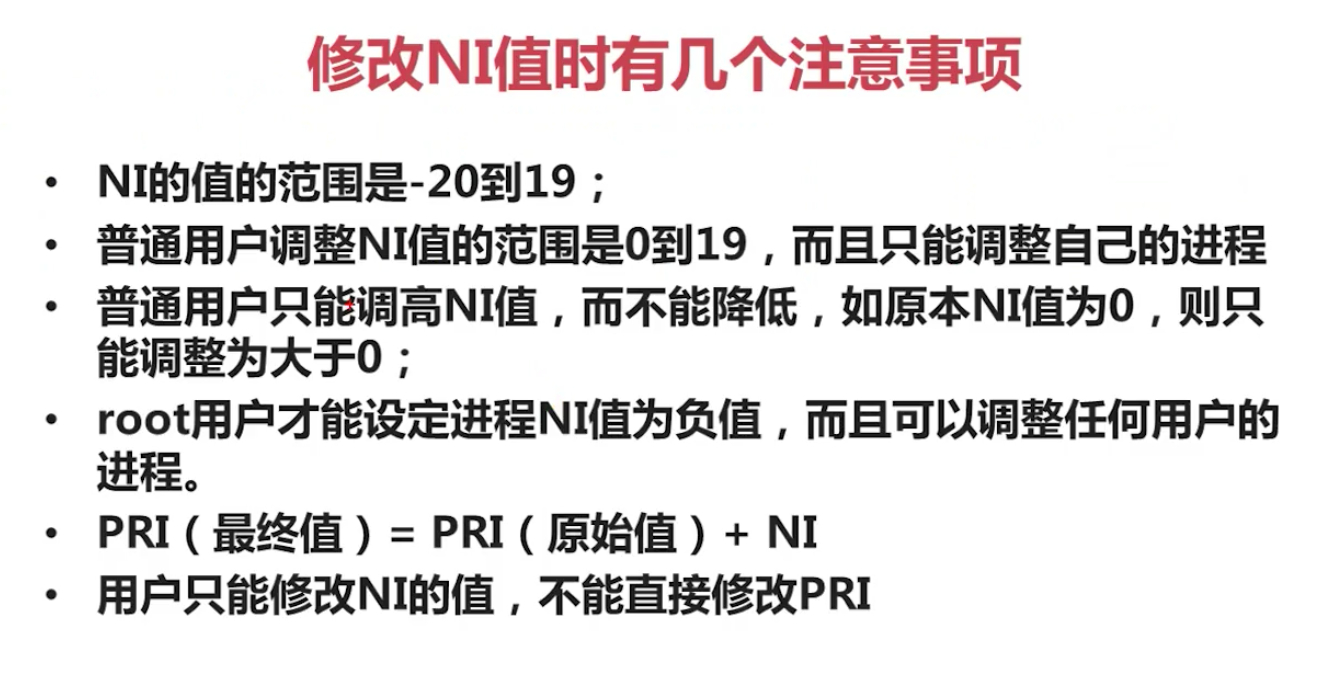 修改NI值时有几个注意事项
• NI的值的范围是-20到19；
• 普通用户调整NI值的范围是0到19，而且只能调整自己的进程
• 普通用户只能调高NI值，而不能降低，如原本NI值为0，则只
能调整为大于0；
• root用户才能设定进程NI值为负值，而且可以调整任何用户的
进程。
• PRI（最终值）= PRI（原始值）+ NI
• 用户只能修改NI的值，不能直接修改PRI